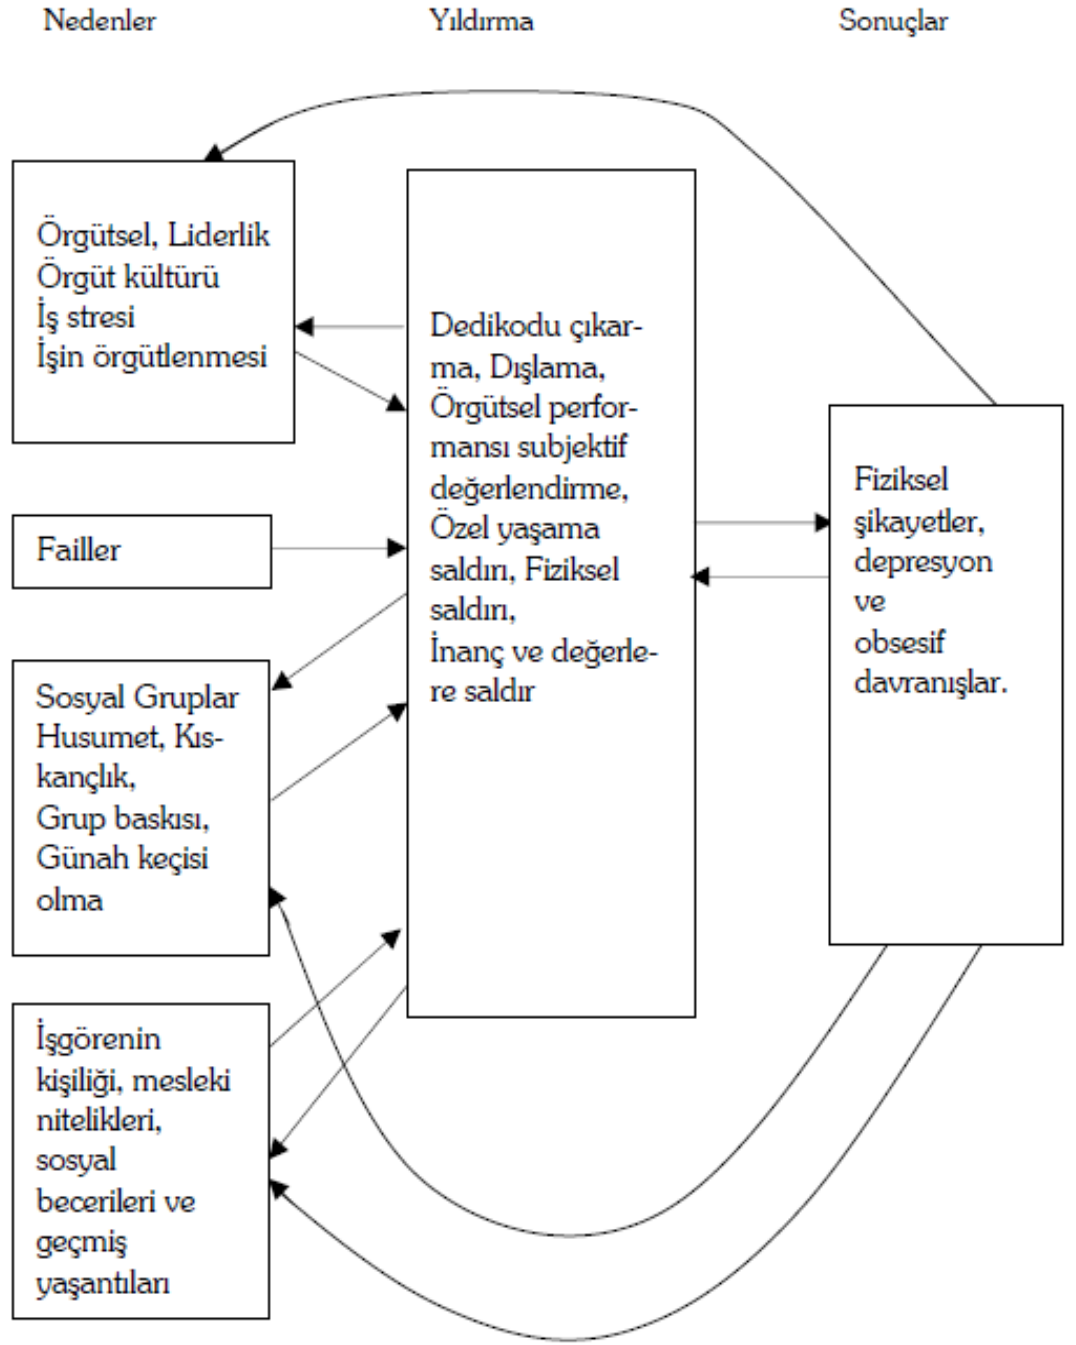 Nedenler
Yıldırma
Sonuçlar
Örgütsel, Liderlik
Örgüt kültürü
İş stresi
İşin örgütlenmesi
Failler
Sosyal Gruplar
Husumet, Kıs-
kançlık,
Grup baskısı,
Günah keçisi
olma
İşgörenin
kişiliği, mesleki
nitelikleri,
sosyal
becerileri ve
geçmiş
yaşantıları
Dedikodu çıkar-
ma, Dışlama,
Örgütsel perfor-
mansı subjektif
değerlendirme,
Özel yaşama
saldırı, Fiziksel
saldırı,
İnanç ve değerle-
re saldır
Fiziksel
şikayetler,
depresyon
ve
obsesif
davranışlar.